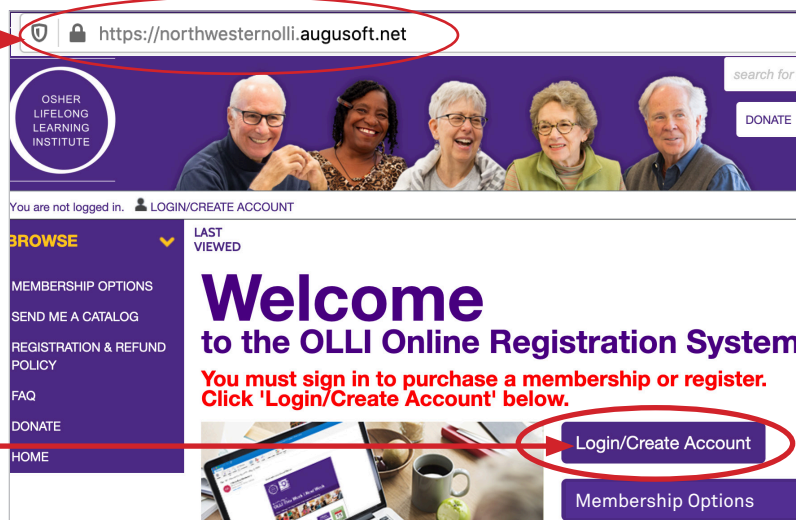 https://northwesternolli.augusoft.net
search for
OSHER
LIFELONG
LEARNING
INSTITUTE
DONATE
You are not logged in. LOGIN/CREATE ACCOUNT
BROWSE
LAST
VIEWED
MEMBERSHIP OPTIONS
SEND ME A CATALOG
REGISTRATION & REFUND
POLICY
FAQ
DONATE
HOME
Welcome
to the OLLI Online Registration System
You must sign in to purchase a membership or register.
Click 'Login/Create Account' below.
Login/Create Account
Membership Options